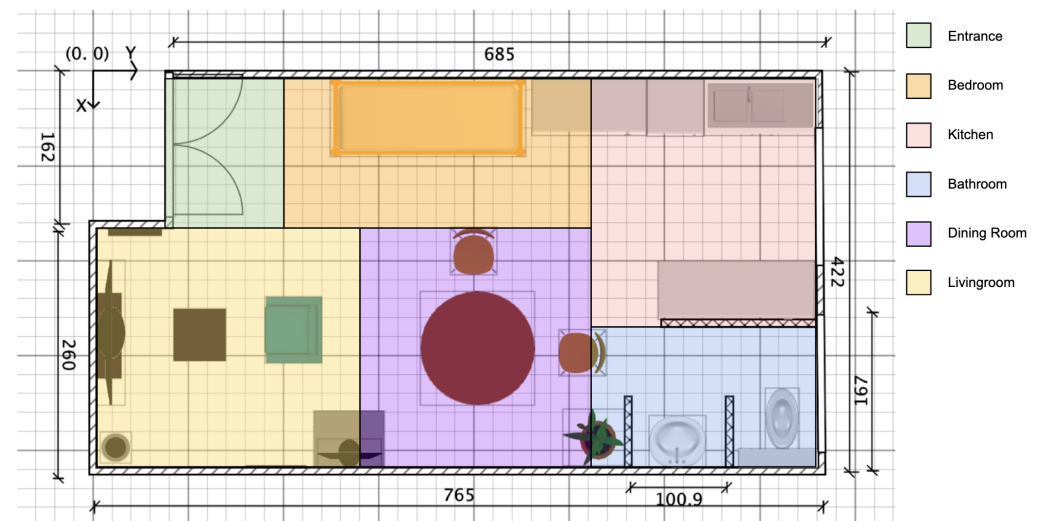 (0. 0) Y
X
685
162
422
260
167
765
100.9
Entrance
Bedroom
Kitchen
Bathroom
Dining Room
Livingroom